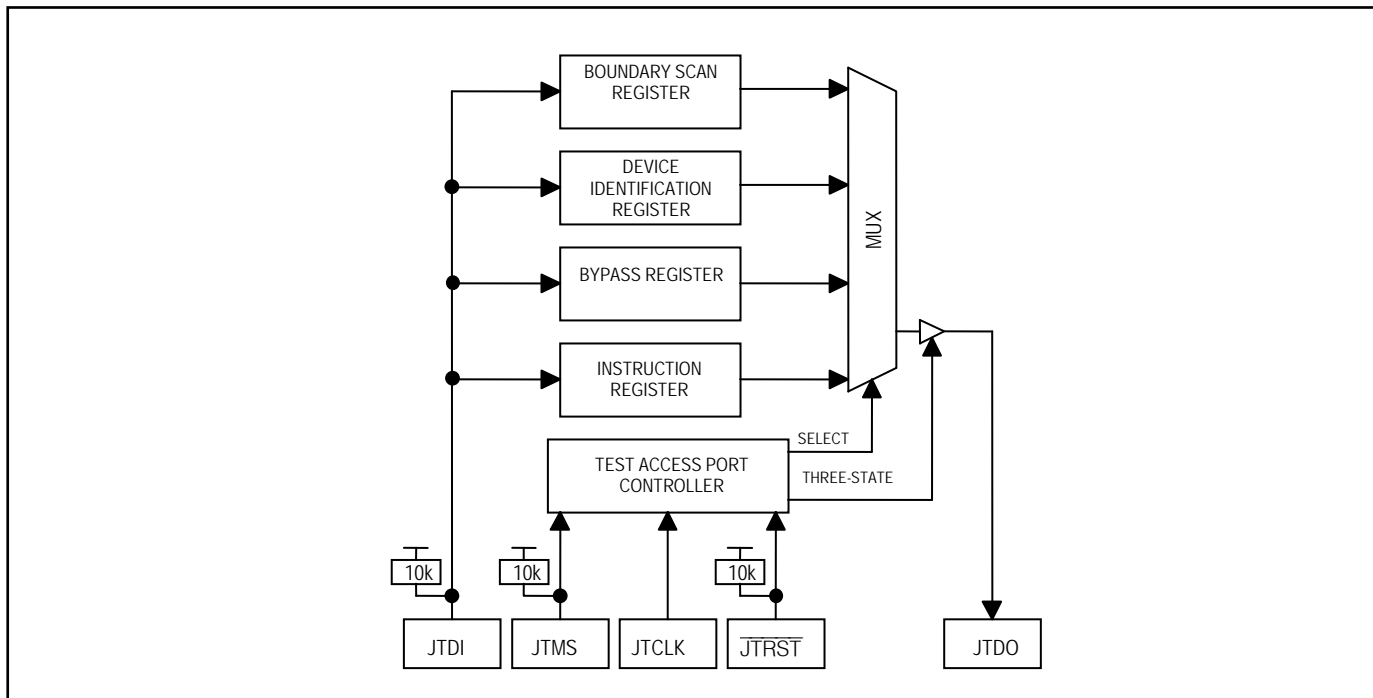 BOUNDARY SCAN
REGISTER
DEVICE
IDENTIFICATION
REGISTER
BYPASS REGISTER
INSTRUCTION
REGISTER
MUX
SELECT
TEST ACCESS PORT
CONTROLLER
THREE-STATE
10k
10k
10k
JTDI
JTMS
JTCLK
JTRST
JTDO